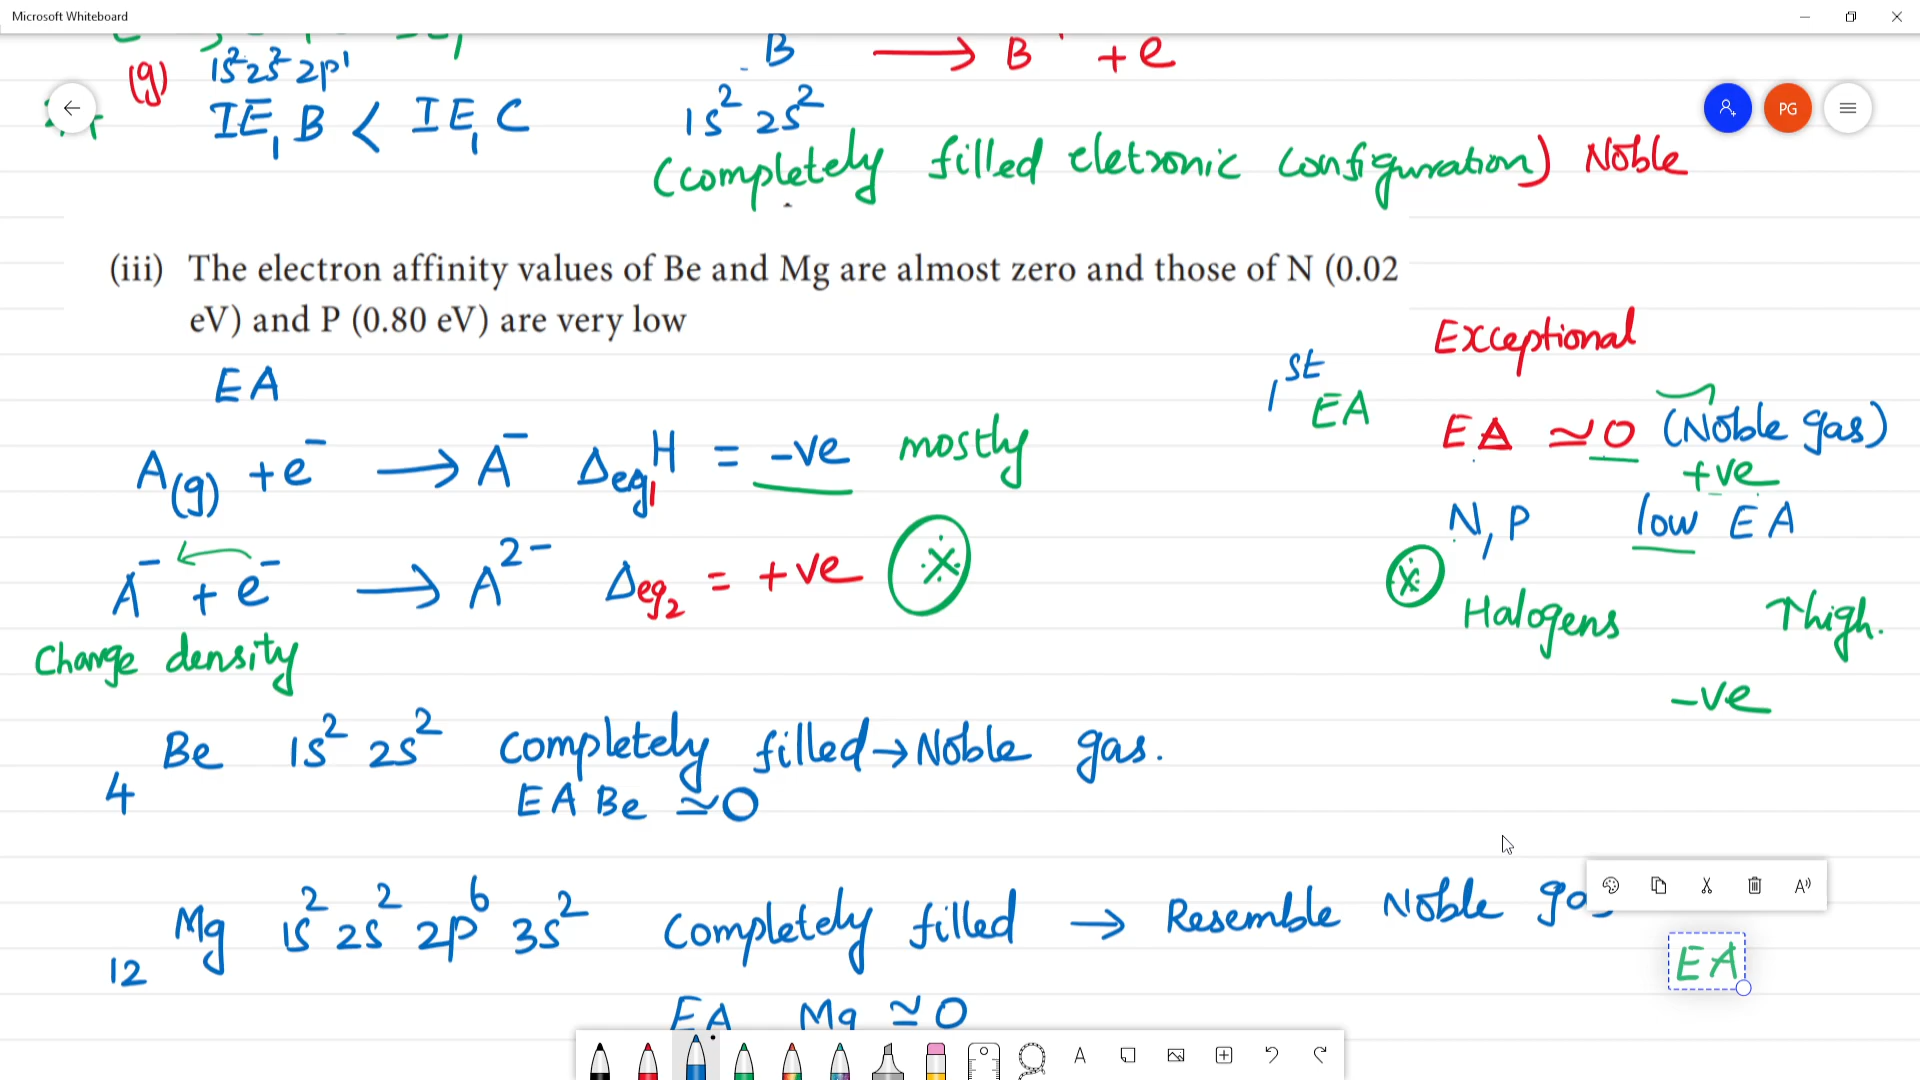 Microsoft Whiteboard
B → B + e
(g) 1s² 2s² 2p¹
IE₁ B < IE₁ C
1s² 2s²
(completely filled eletronic configuration) Noble
PG
(iii) The electron affinity values of Be and Mg are almost zero and those of N (0.02
eV) and P (0.80 eV) are very low
Exceptional
EA
1st EA
EA ≃ 0 (Noble gas)
+ve
A(g) + e⁻ → A⁻ Δeg₁H = -ve mostly
N, P low EA
A⁻ + e⁻ → A²⁻ Δeg₂ = +ve
Halogens ↑high.
Charge density
-ve
Be 1s² 2s² Completely filled → Noble gas.
4
EA Be ≃ 0
Mg 1s² 2s² 2p⁶ 3s² Completely filled → Resemble Noble
12
EA
EA Mg ≃ 0